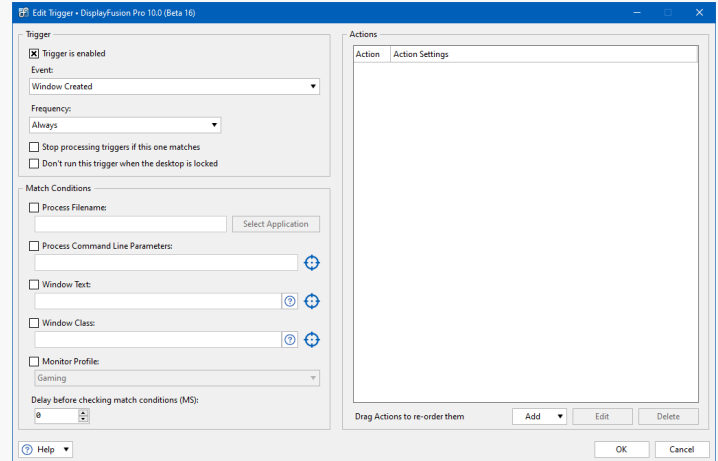 Edit Trigger • DisplayFusion Pro 10.0 (Beta 16)
Trigger
Trigger is enabled
Event:
Window Created
Frequency:
Always
Stop processing triggers if this one matches
Don't run this trigger when the desktop is locked
Match Conditions
Process Filename:
Select Application
Process Command Line Parameters:
Window Text:
?
Window Class:
?
Monitor Profile:
Gaming
Delay before checking match conditions (MS):
0
? Help
Actions
Action Action Settings
Drag Actions to re-order them Add Edit Delete
OK Cancel